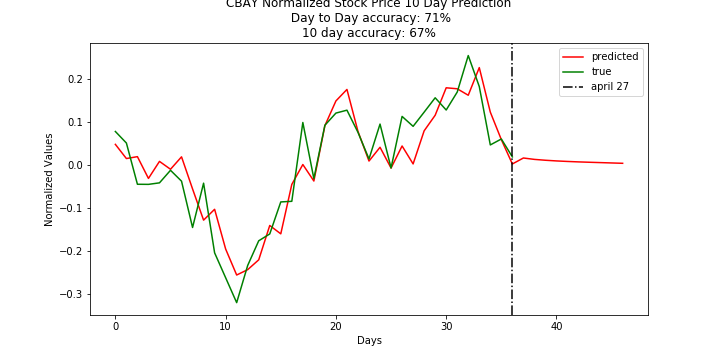 CBAY Normalized Stock Price 10 Day Prediction
Day to Day accuracy: 71%
10 day accuracy: 67%
predicted
true
april 27
Normalized Values
0.2
0.1
0.0
−0.1
−0.2
−0.3
0 10 20 30 40
Days